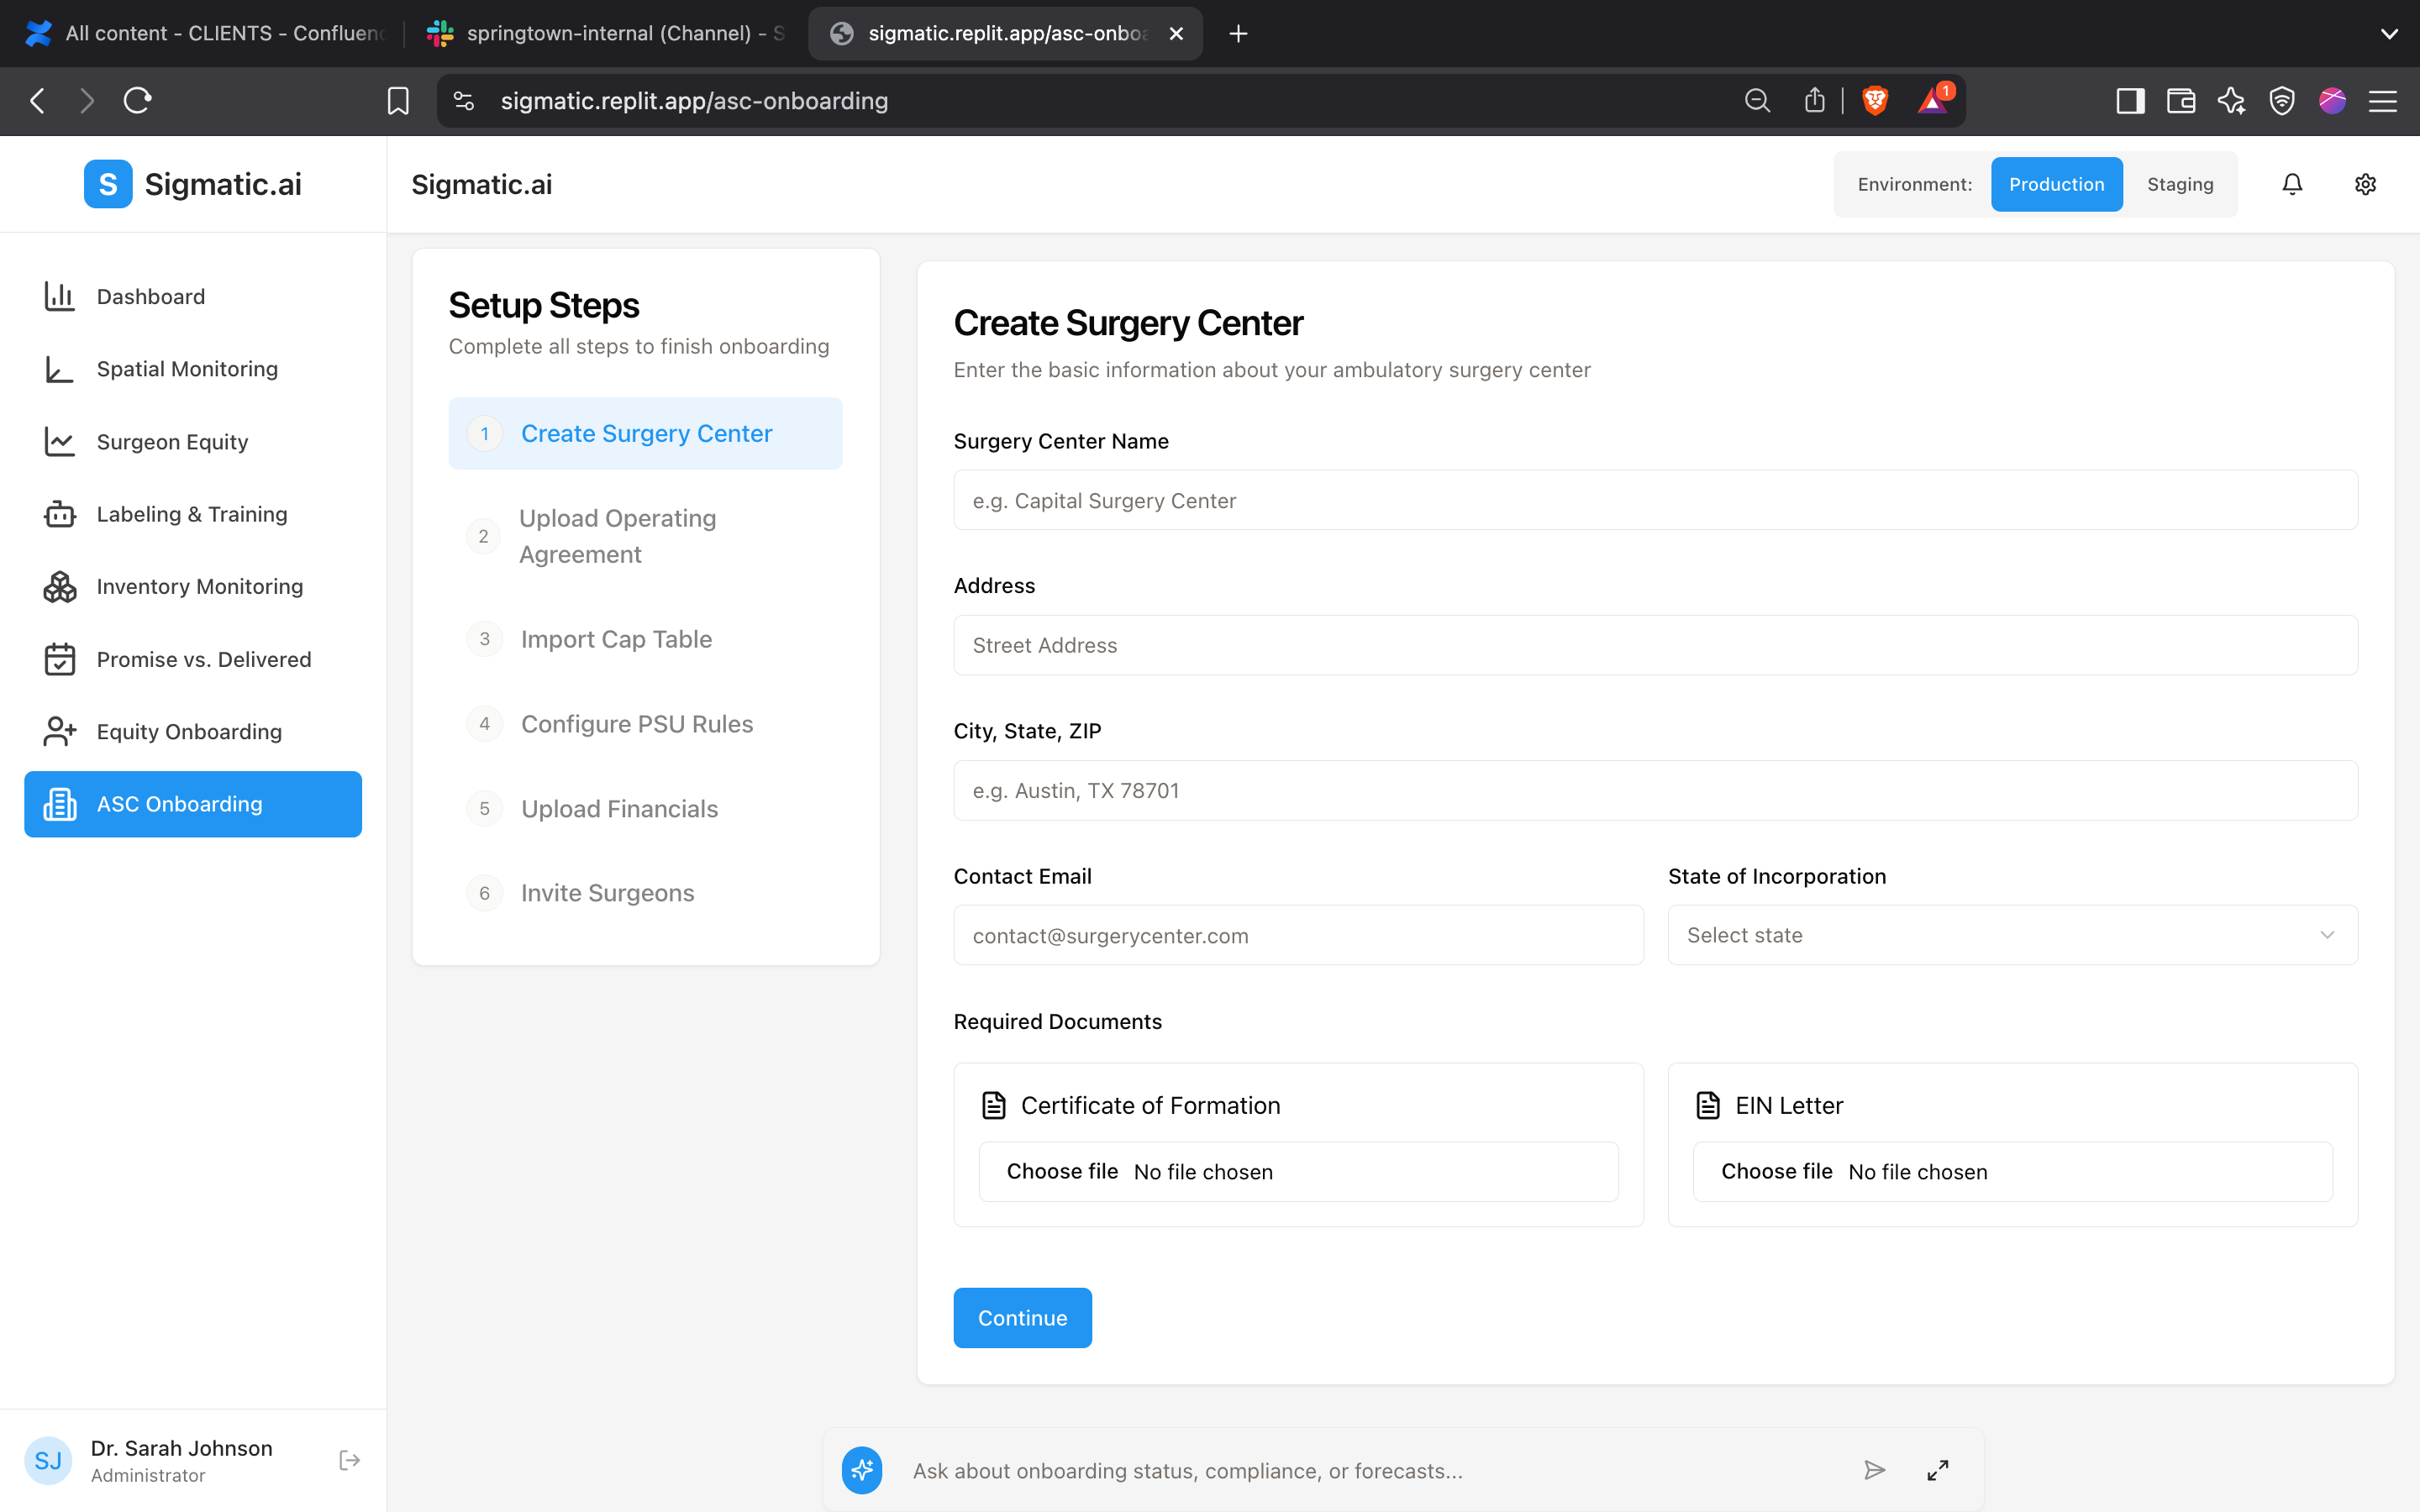 All content - CLIENTS - Confluenc
springtown-internal (Channel) - S
sigmatic.replit.app/asc-onboa
sigmatic.replit.app/asc-onboarding
1
S Sigmatic.ai
Sigmatic.ai
Environment: Production Staging
Dashboard
Spatial Monitoring
Surgeon Equity
Labeling & Training
Inventory Monitoring
Promise vs. Delivered
Equity Onboarding
ASC Onboarding
SJ
Dr. Sarah Johnson
Administrator
Setup Steps
Complete all steps to finish onboarding
1 Create Surgery Center
2 Upload Operating
Agreement
3 Import Cap Table
4 Configure PSU Rules
5 Upload Financials
6 Invite Surgeons
Create Surgery Center
Enter the basic information about your ambulatory surgery center
Surgery Center Name
e.g. Capital Surgery Center
Address
Street Address
City, State, ZIP
e.g. Austin, TX 78701
Contact Email
contact@surgerycenter.com
State of Incorporation
Select state
Required Documents
Certificate of Formation
Choose file No file chosen
EIN Letter
Choose file No file chosen
Continue
Ask about onboarding status, compliance, or forecasts...